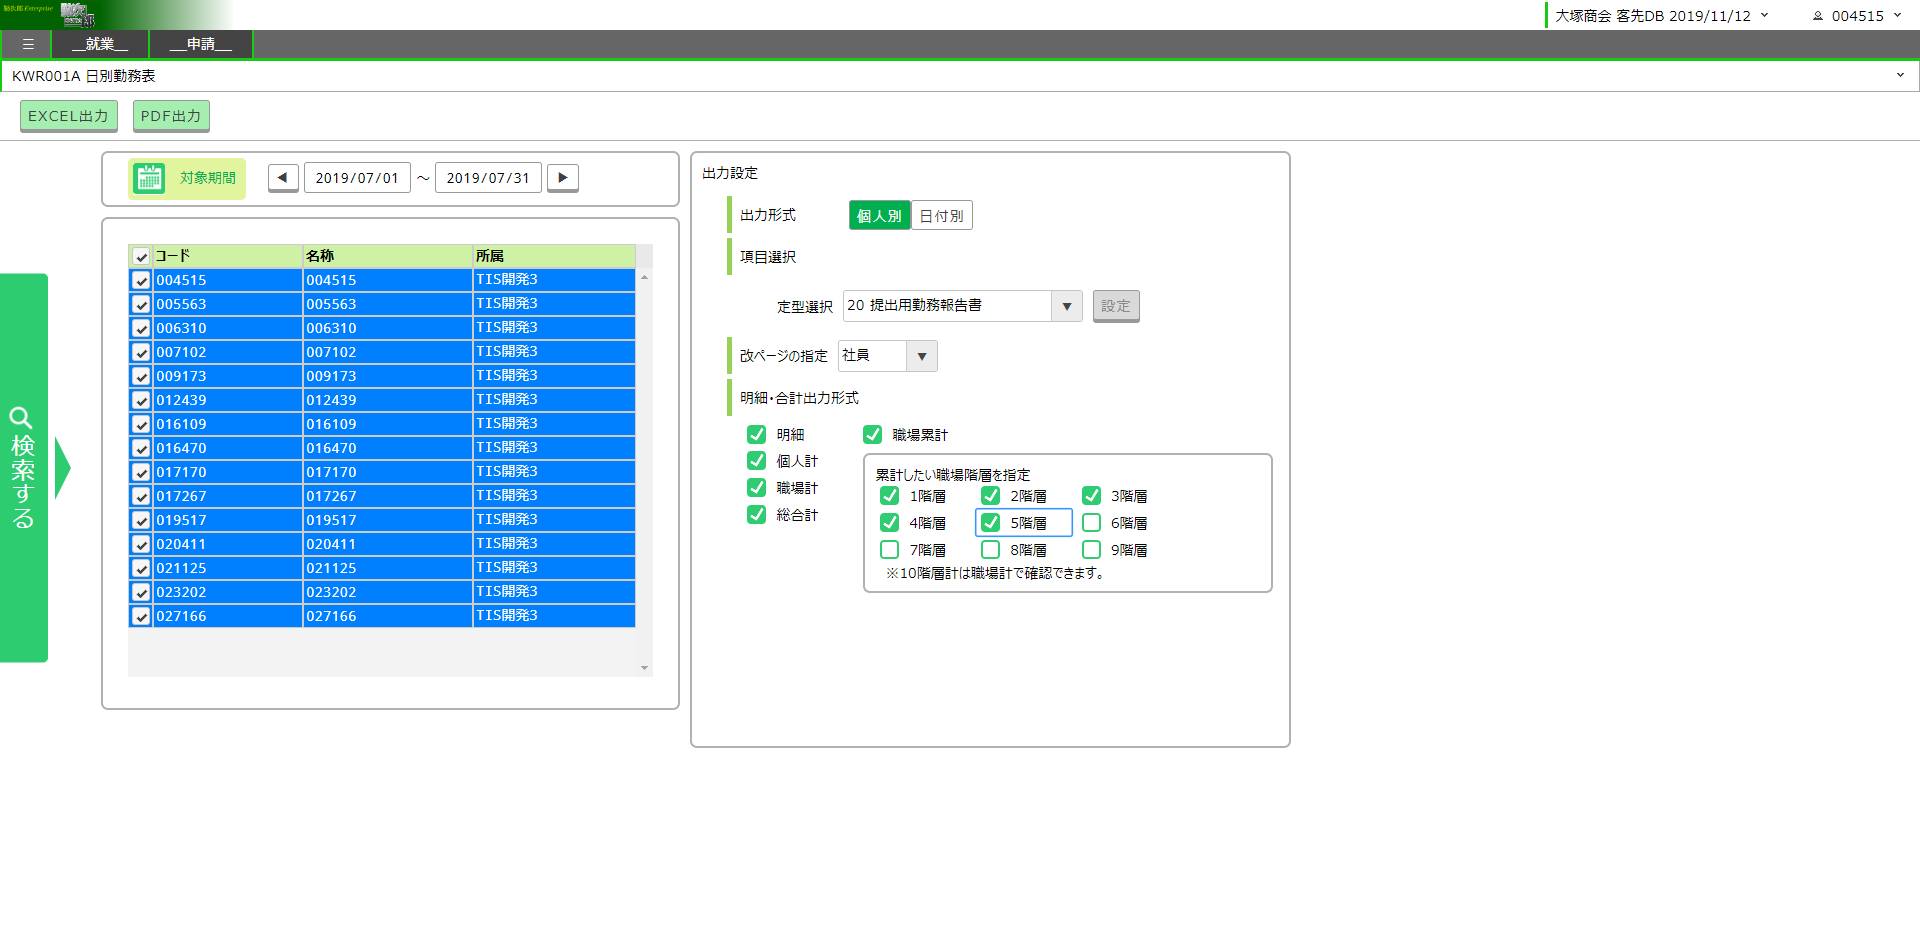 勤次郎Enterprise
大塚商会 客先DB 2019/11/12
004515
__就業__
__申請__
KWR001A 日別勤務表
EXCEL出力
PDF出力
対象期間
2019/07/01 ～ 2019/07/31
コード 名称 所属
004515 004515 TIS開発3
005563 005563 TIS開発3
006310 006310 TIS開発3
007102 007102 TIS開発3
009173 009173 TIS開発3
012439 012439 TIS開発3
016109 016109 TIS開発3
016470 016470 TIS開発3
017170 017170 TIS開発3
017267 017267 TIS開発3
019517 019517 TIS開発3
020411 020411 TIS開発3
021125 021125 TIS開発3
023202 023202 TIS開発3
027166 027166 TIS開発3
検索する
出力設定
出力形式
個人別 日付別
項目選択
定型選択 20 提出用勤務報告書 設定
改ページの指定 社員
明細・合計出力形式
明細
個人計
職場計
総合計
職場累計
累計したい職場階層を指定
1階層 2階層 3階層
4階層 5階層 6階層
7階層 8階層 9階層
※10階層計は職場計で確認できます。